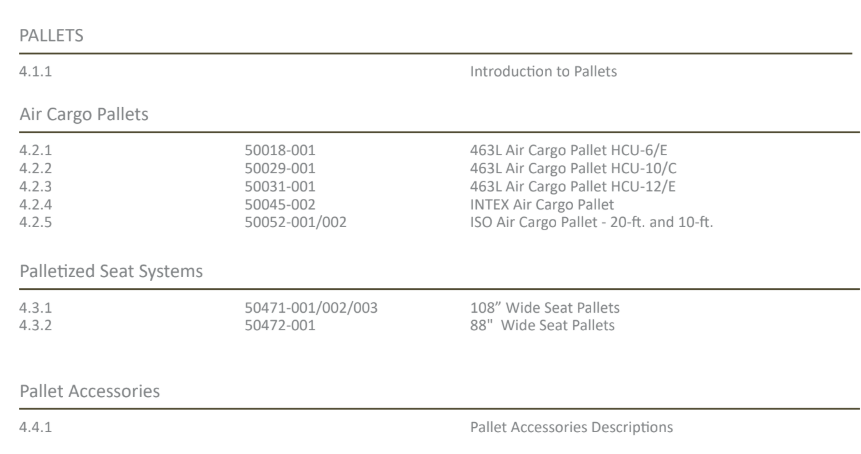 PALLETS
4.1.1 Introduction to Pallets
Air Cargo Pallets
4.2.1 50018-001 463L Air Cargo Pallet HCU-6/E
4.2.2 50029-001 463L Air Cargo Pallet HCU-10/C
4.2.3 50031-001 463L Air Cargo Pallet HCU-12/E
4.2.4 50045-002 INTEX Air Cargo Pallet
4.2.5 50052-001/002 ISO Air Cargo Pallet - 20-ft. and 10-ft.
Palletized Seat Systems
4.3.1 50471-001/002/003 108” Wide Seat Pallets
4.3.2 50472-001 88" Wide Seat Pallets
Pallet Accessories
4.4.1 Pallet Accessories Descriptions